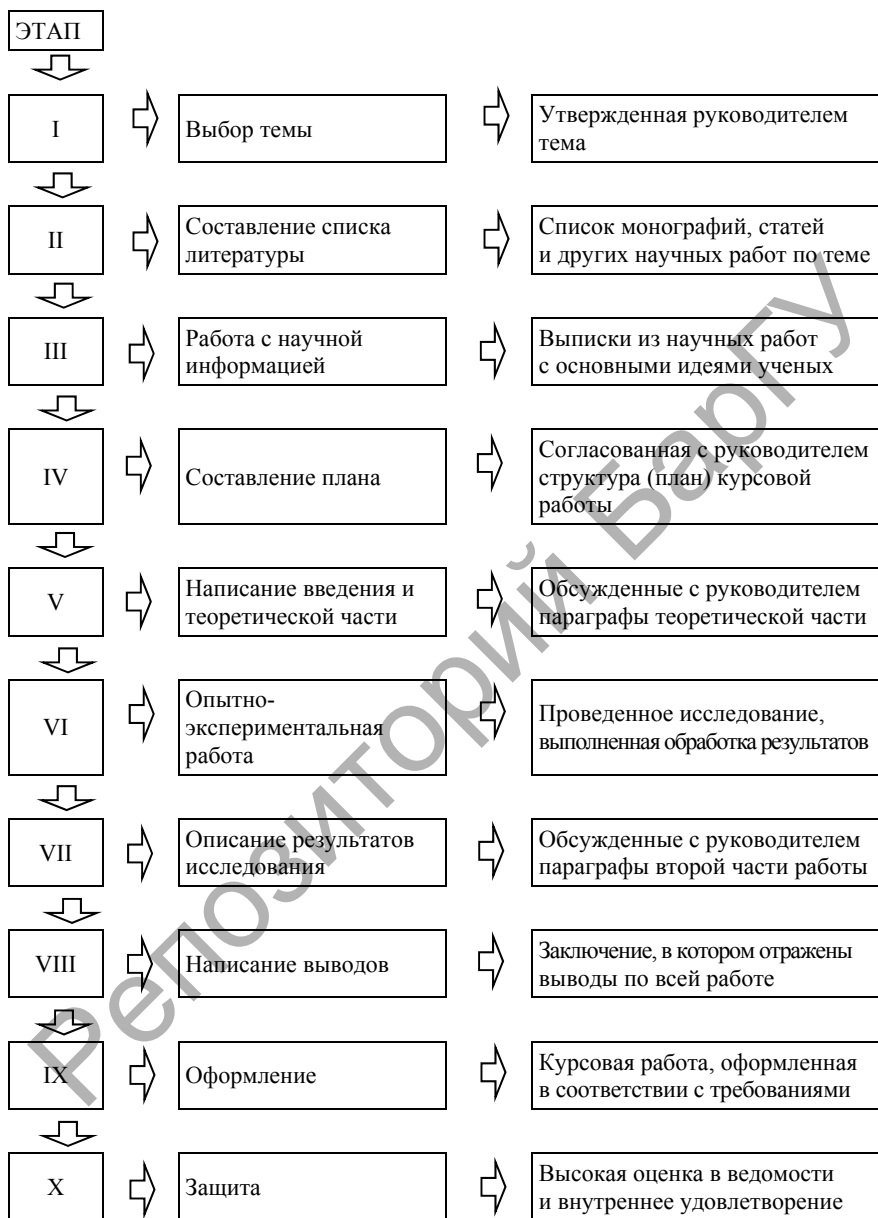 ЭТАП
I
Выбор темы
Утвержденная руководителем
тема
II
Составление списка
литературы
Список монографий, статей
и других научных работ по теме
III
Работа с научной
информацией
Выписки из научных работ
с основными идеями ученых
IV
Составление плана
Согласованная с руководителем
структура (план) курсовой
работы
V
Написание введения и
теоретической части
Обсужденные с руководителем
параграфы теоретической части
VI
Опытно-
экспериментальная
работа
Проведенное исследование,
выполненная обработка результатов
VII
Описание результатов
исследования
Обсужденные с руководителем
параграфы второй части работы
VIII
Написание выводов
Заключение, в котором отражены
выводы по всей работе
IX
Оформление
Курсовая работа, оформленная
в соответствии с требованиями
X
Защита
Высокая оценка в ведомости
и внутреннее удовлетворение
Репозиторий БарГУ